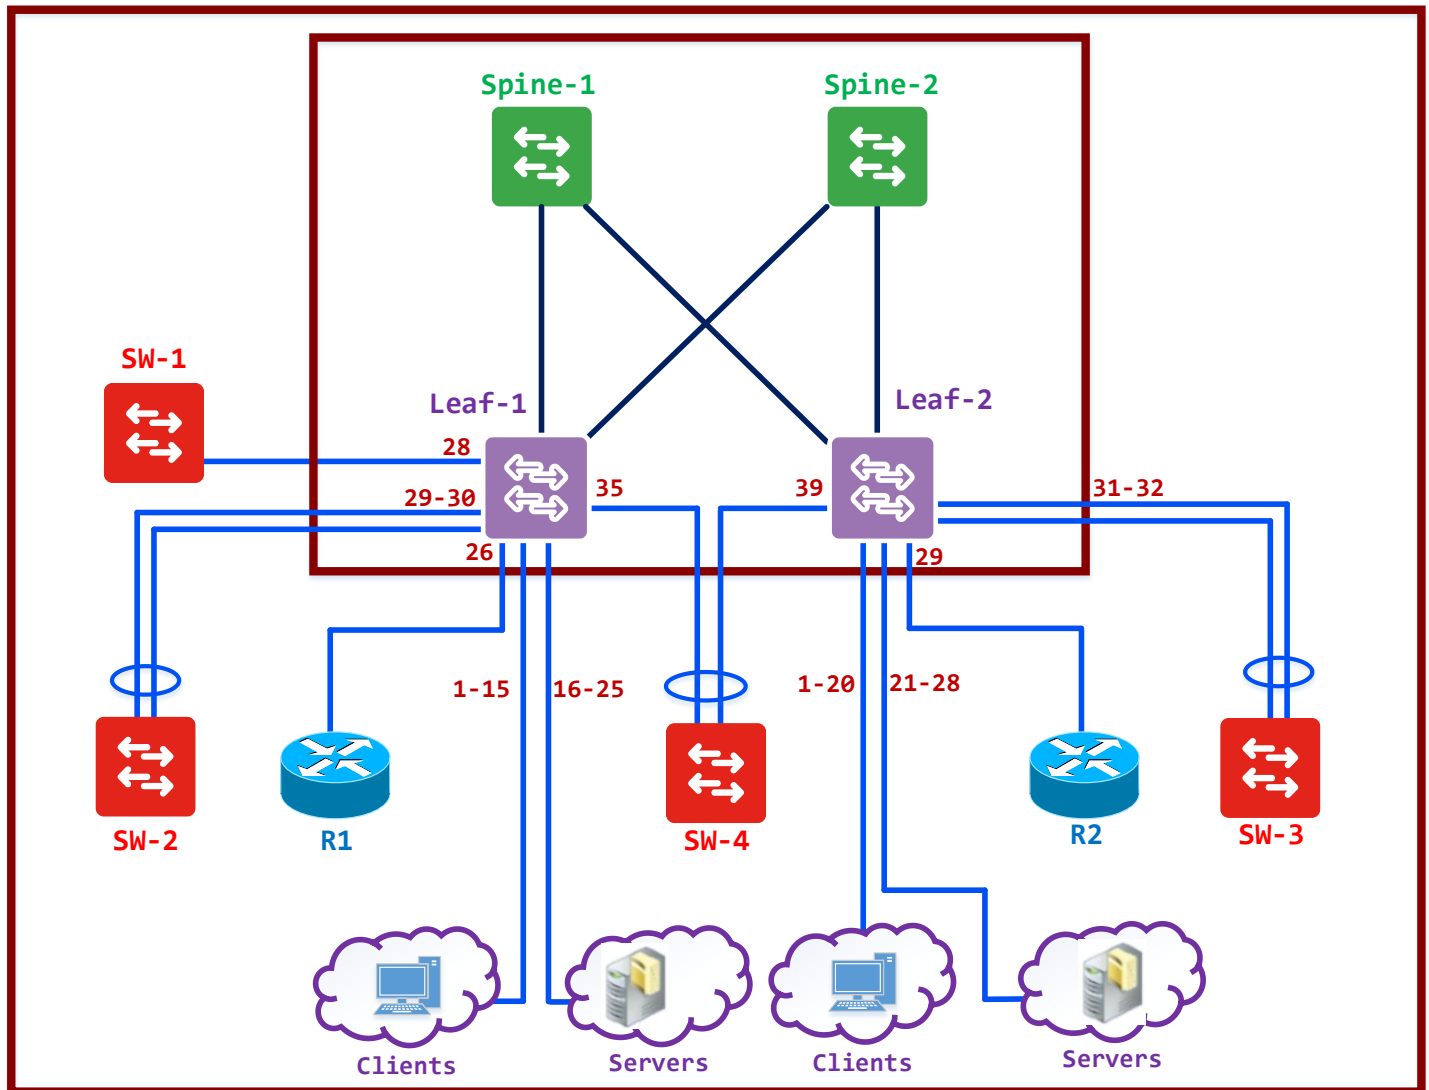 Spine-1
Spine-2
SW-1
Leaf-1
Leaf-2
28
29-30
35
39
31-32
26
29
1-15
16-25
1-20
21-28
SW-2
R1
SW-4
R2
SW-3
Clients
Servers
Clients
Servers